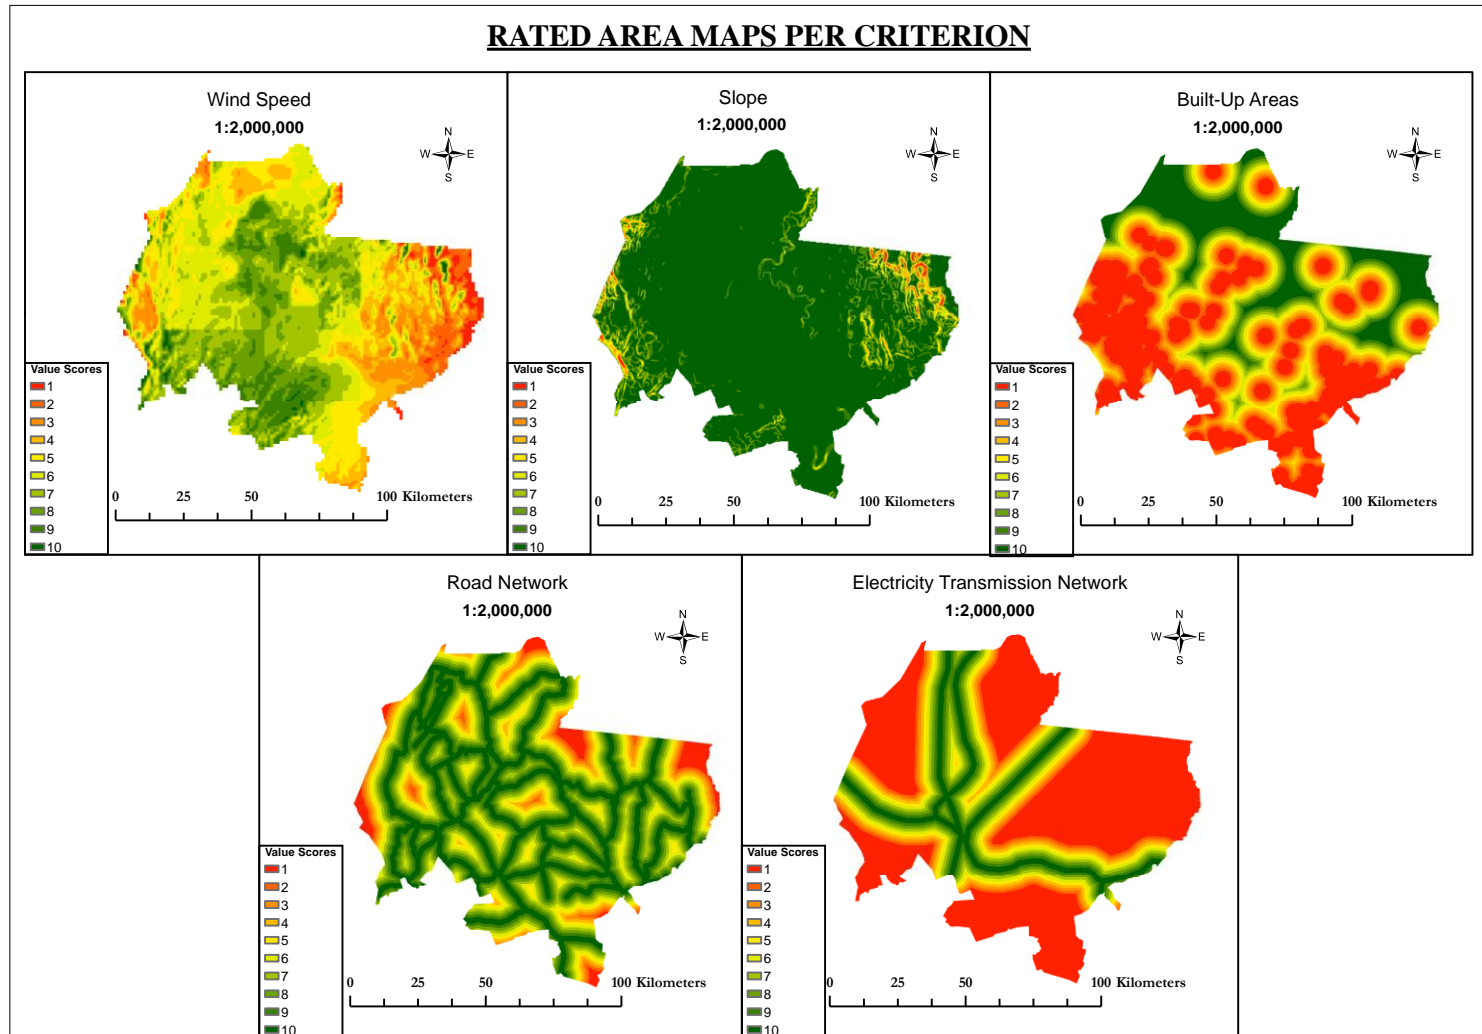 RATED AREA MAPS PER CRITERION
Wind Speed
1:2,000,000
N
W E
S
Value Scores
1
2
3
4
5
6
7
8
9
10
0 25 50 100 Kilometers
Slope
1:2,000,000
N
W E
S
Value Scores
1
2
3
4
5
6
7
8
9
10
0 25 50 100 Kilometers
Built-Up Areas
1:2,000,000
N
W E
S
Value Scores
1
2
3
4
5
6
7
8
9
10
0 25 50 100 Kilometers
Road Network
1:2,000,000
N
W E
S
Value Scores
1
2
3
4
5
6
7
8
9
10
0 25 50 100 Kilometers
Electricity Transmission Network
1:2,000,000
N
W E
S
Value Scores
1
2
3
4
5
6
7
8
9
10
0 25 50 100 Kilometers